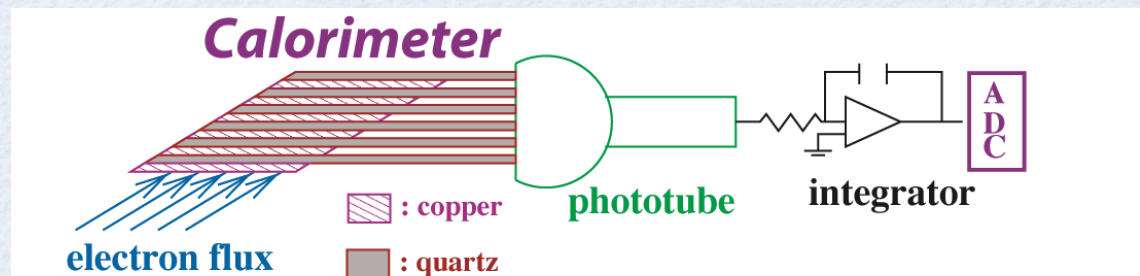 Calorimeter
A
D
C
integrator
phototube
: copper
electron flux
: quartz